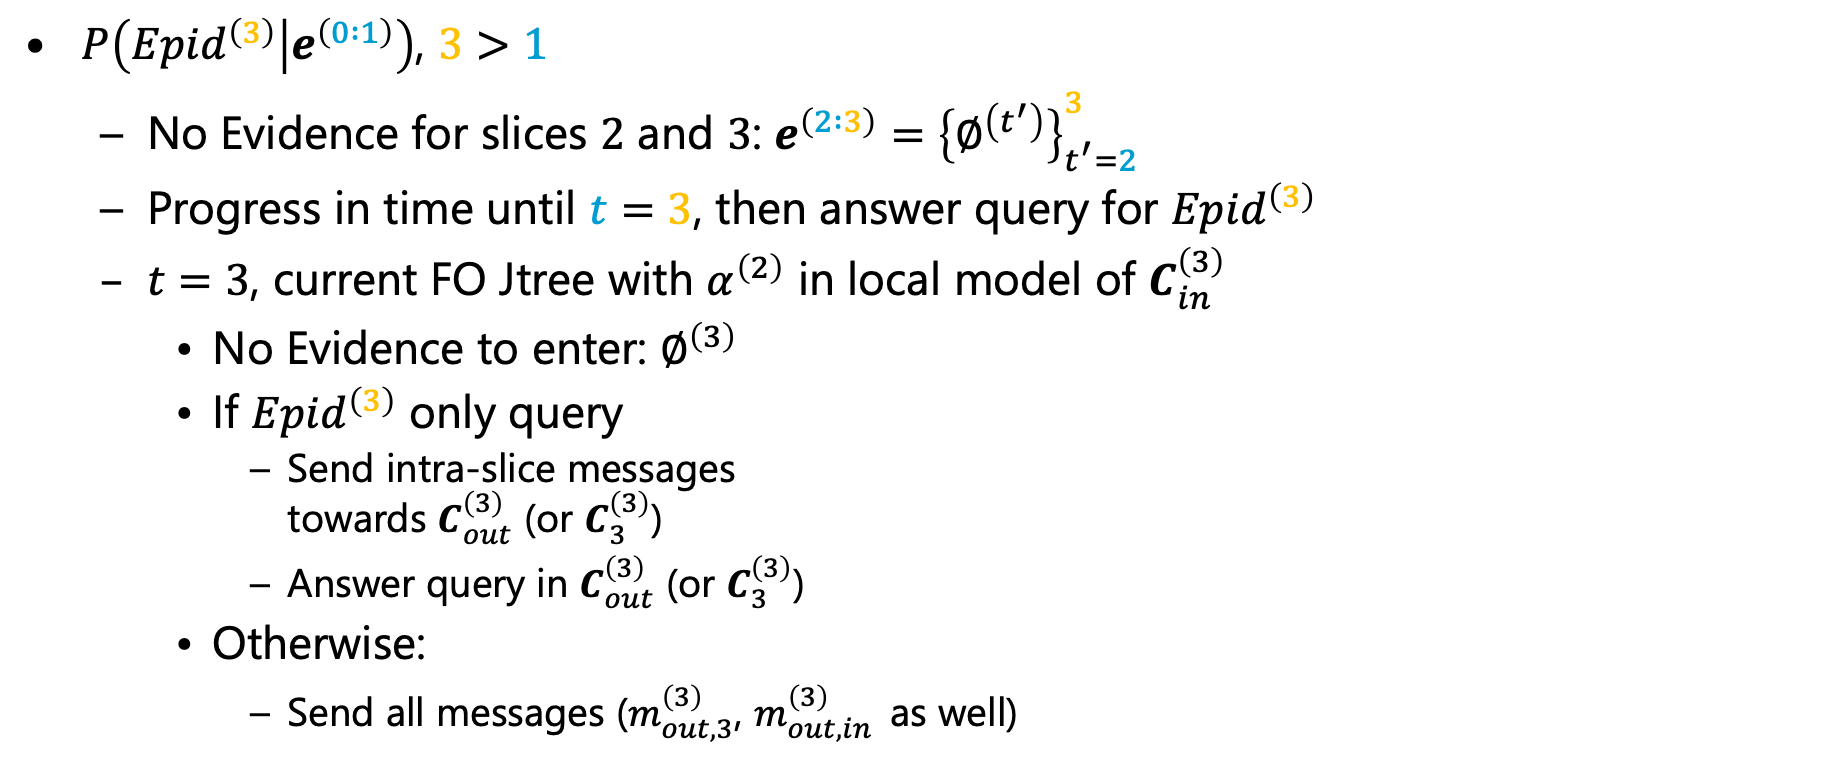 • P(Epid⁽³⁾|e⁽⁰:¹⁾), 3 > 1
– No Evidence for slices 2 and 3: e⁽²:³⁾ = {∅^(t′)}³_t′=2
– Progress in time until t = 3, then answer query for Epid⁽³⁾
– t = 3, current FO Jtree with α⁽²⁾ in local model of C_in^(3)
• No Evidence to enter: ∅⁽³⁾
• If Epid⁽³⁾ only query
– Send intra-slice messages
towards C_out^(3) (or C_3^(3))
– Answer query in C_out^(3) (or C_3^(3))
• Otherwise:
– Send all messages (m_out,3^(3), m_out,in^(3) as well)